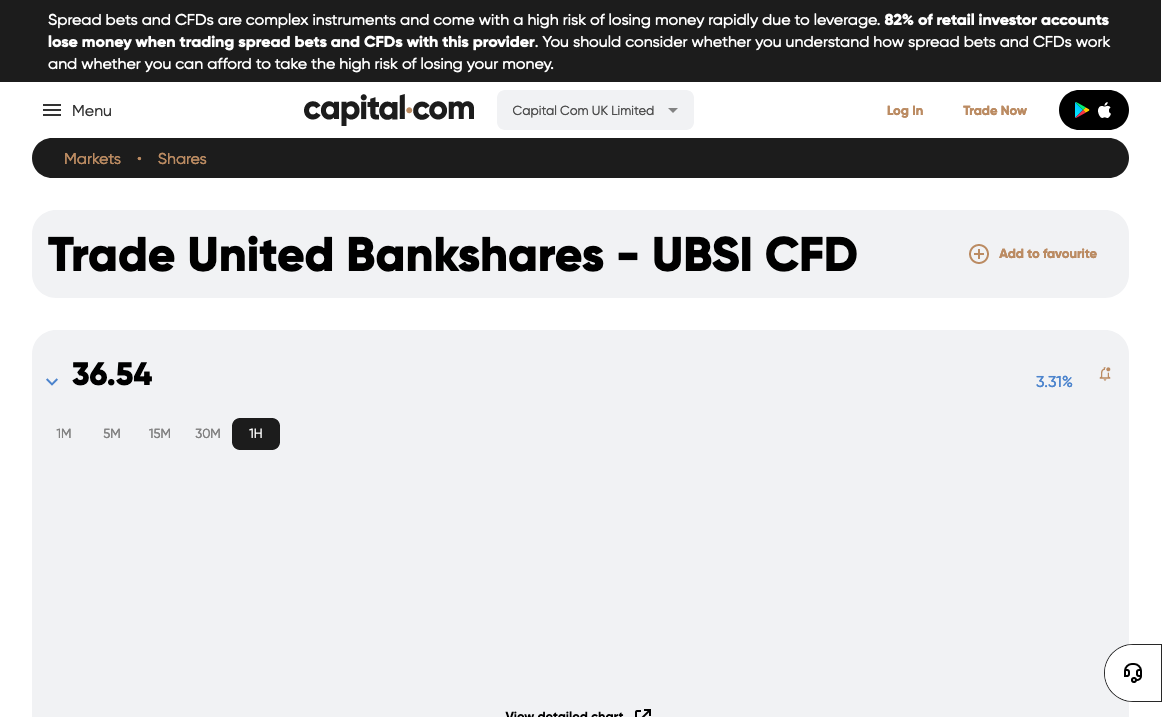 Spread bets and CFDs are complex instruments and come with a high risk of losing money rapidly due to leverage. 82% of retail investor accounts
lose money when trading spread bets and CFDs with this provider. You should consider whether you understand how spread bets and CFDs work
and whether you can afford to take the high risk of losing your money.
Menu
capital.com
Capital Com UK Limited
Log In
Trade Now
Markets • Shares
Trade United Bankshares - UBSI CFD
Add to favourite
36.54
3.31%
1M 5M 15M 30M 1H
View detailed chart